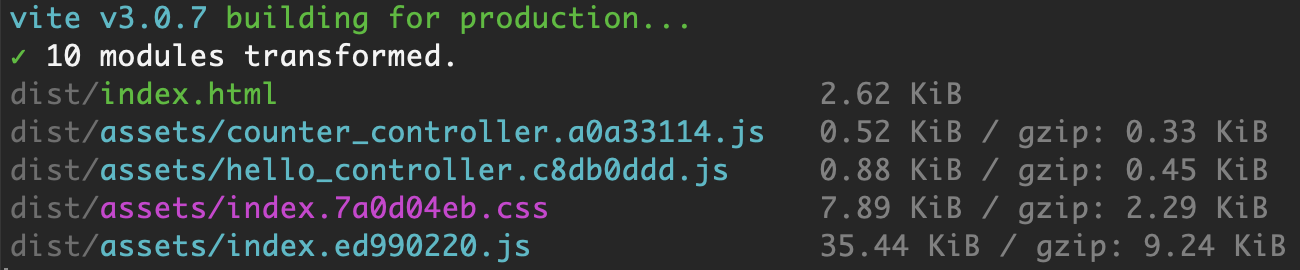 vite v3.0.7 building for production...
✓ 10 modules transformed.
dist/index.html 2.62 KiB
dist/assets/counter_controller.a0a33114.js 0.52 KiB / gzip: 0.33 KiB
dist/assets/hello_controller.c8db0ddd.js 0.88 KiB / gzip: 0.45 KiB
dist/assets/index.7a0d04eb.css 7.89 KiB / gzip: 2.29 KiB
dist/assets/index.ed990220.js 35.44 KiB / gzip: 9.24 KiB